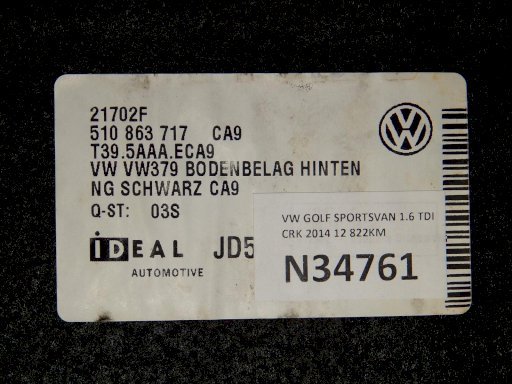 21702F
510 863 717 CA9
T39.5AAA.ECA9
VW VW379 BODENBELAG HINTEN
NG SCHWARZ CA9
Q-ST: 03S
IDEAL JD5
AUTOMOTIVE
VW GOLF SPORTSVAN 1.6 TDI
CRK 2014 12 822KM
N34761